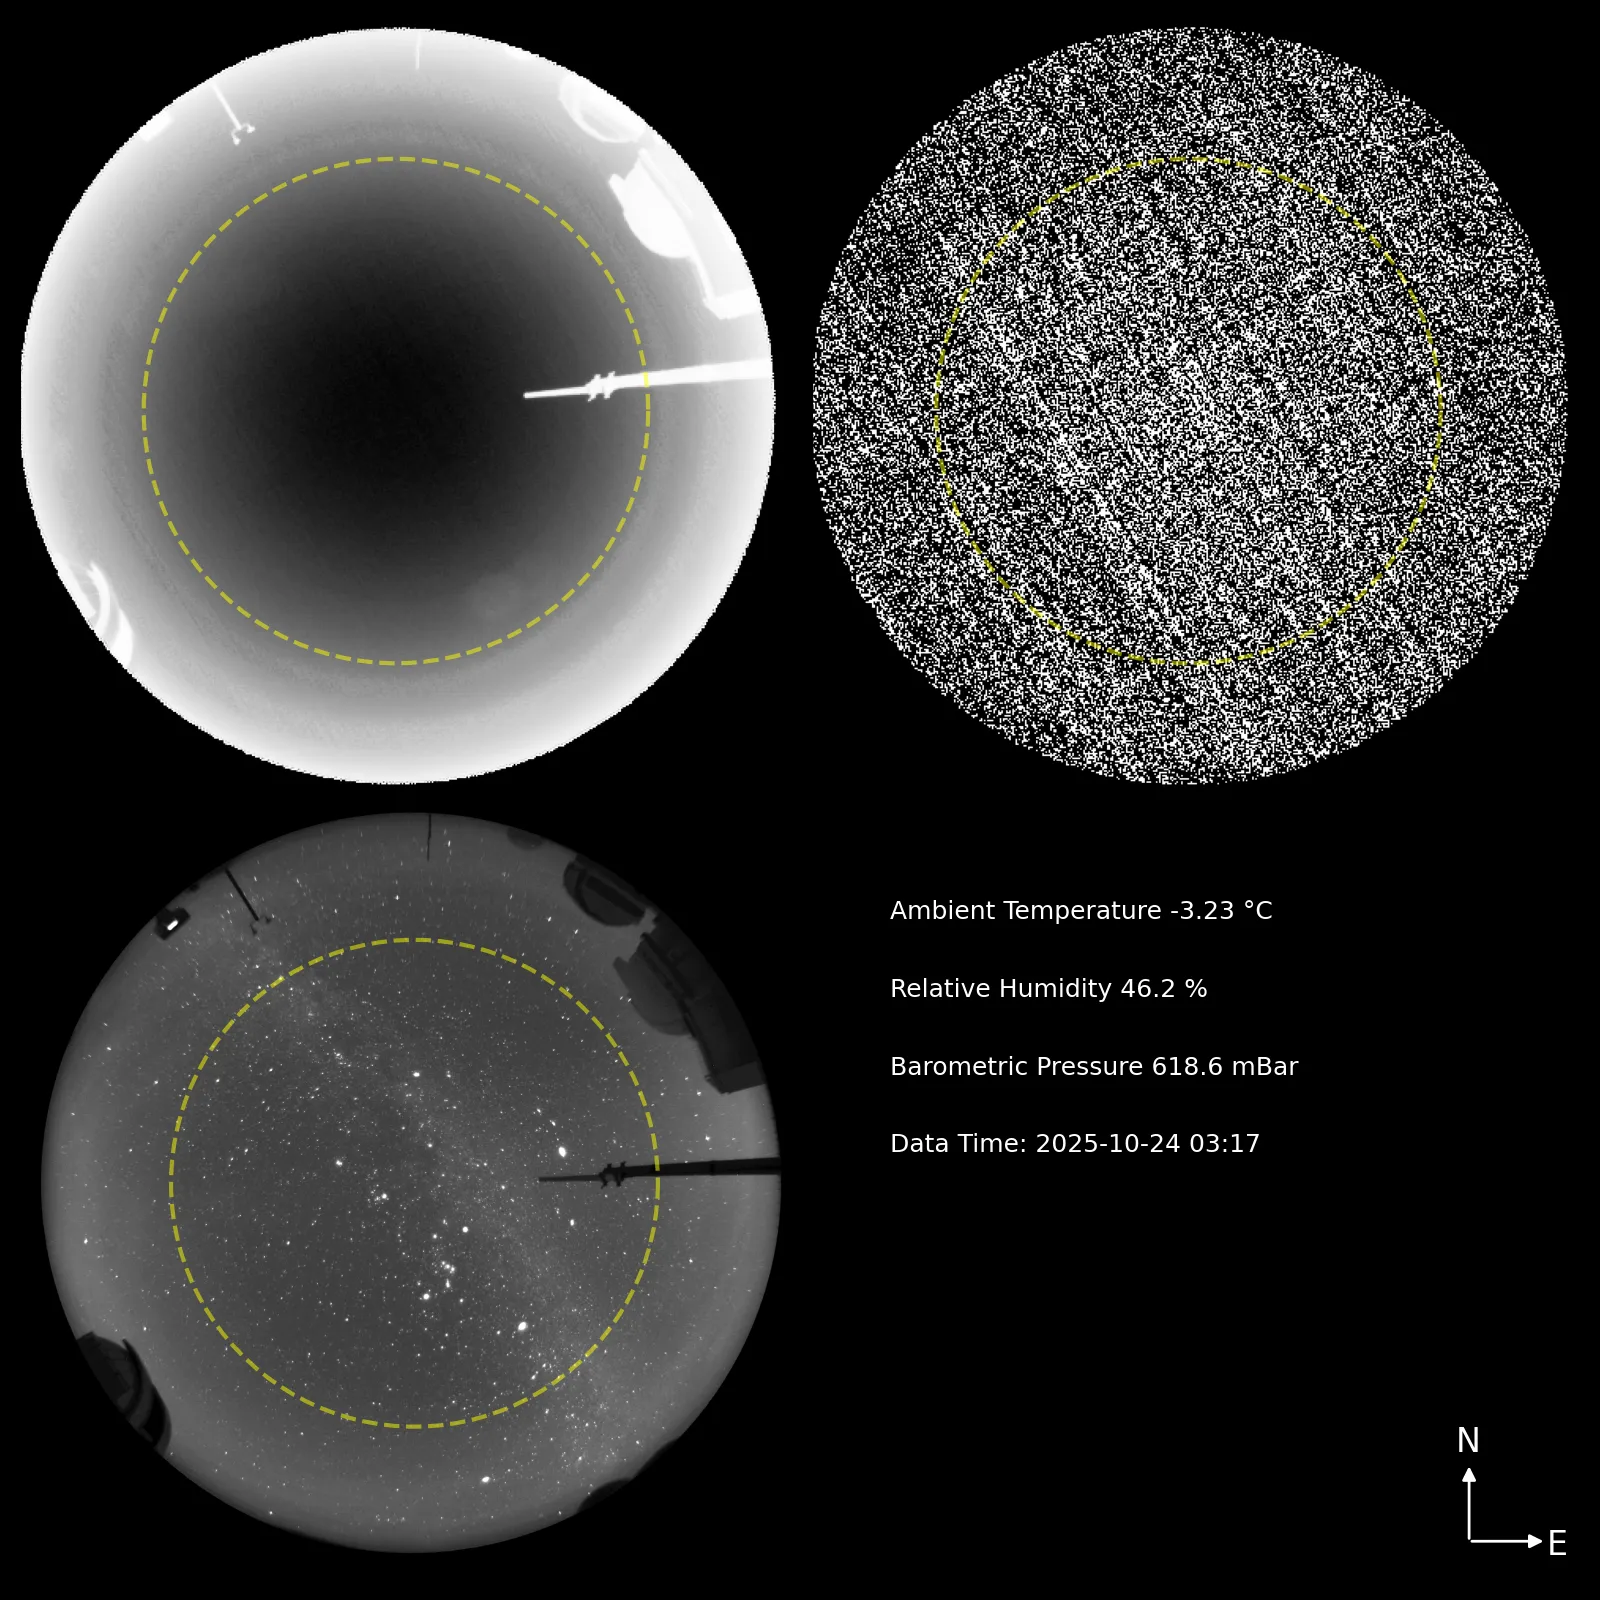 Ambient Temperature -3.23 °C
Relative Humidity 46.2 %
Barometric Pressure 618.6 mBar
Data Time: 2025-10-24 03:17
N
E